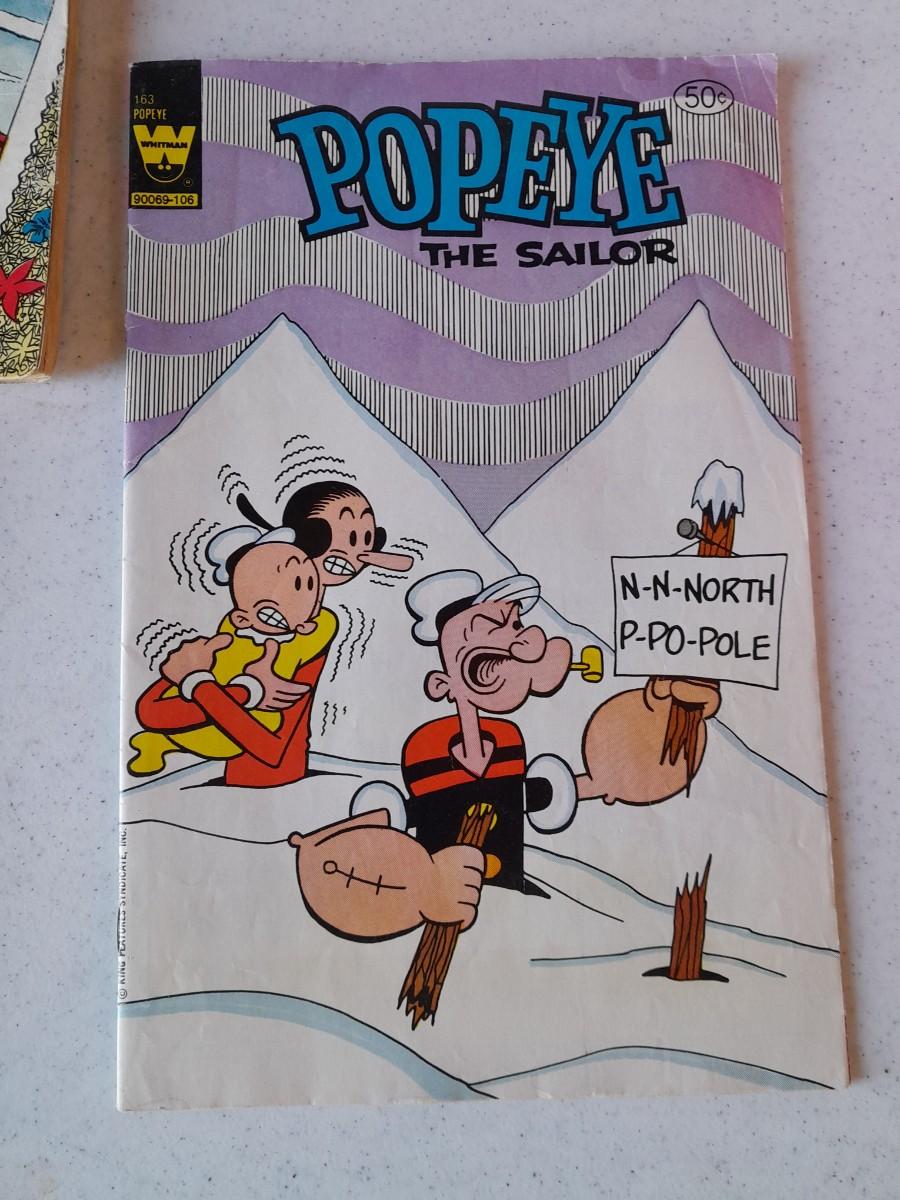 163
POPEYE
WHITMAN
®
90069-106
50¢
POPEYE
THE SAILOR
N-N-NORTH
P-PO-POLE
© KING FEATURES SYNDICATE, INC.